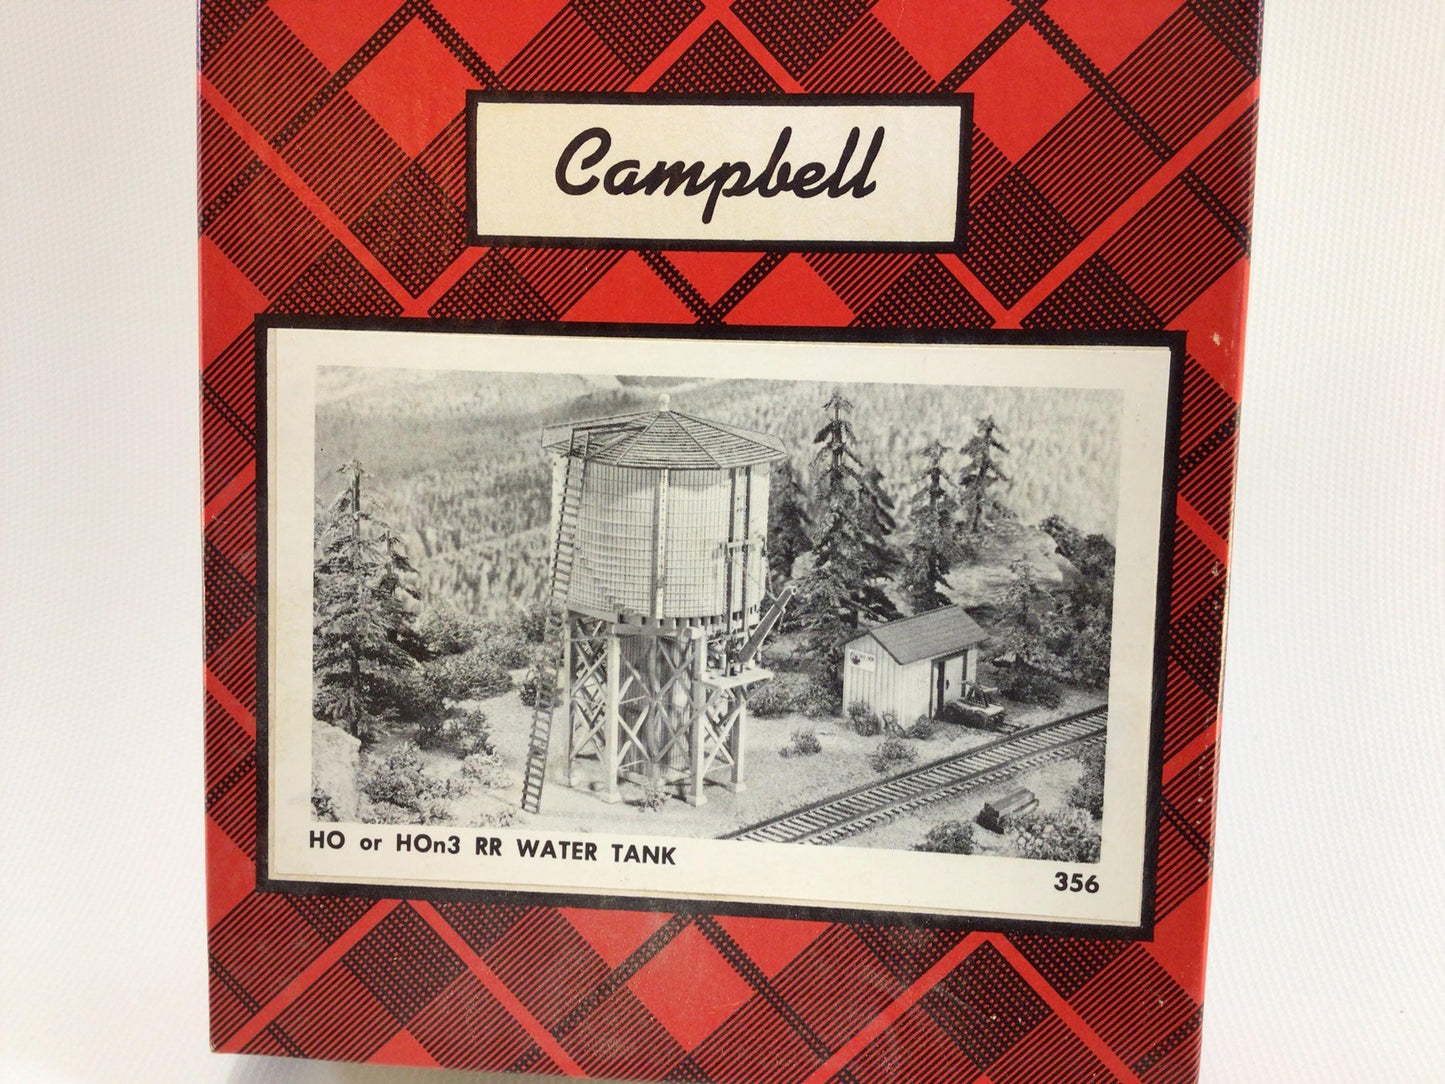 Campbell
HO or HOn3 RR WATER TANK
356